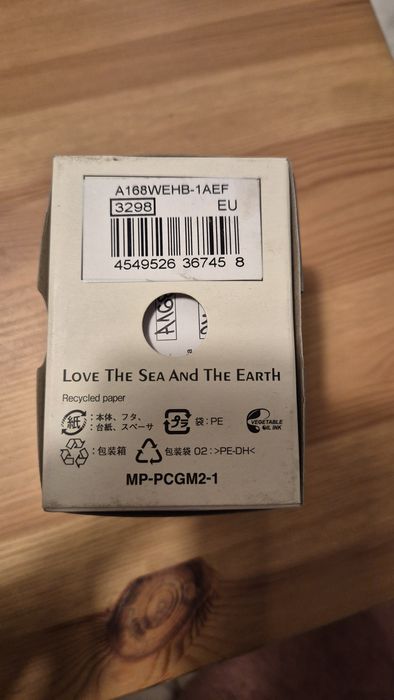 A168WEHB-1AEF
3298 EU
4549526 36745 8
LOVE THE SEA AND THE EARTH
Recycled paper
紙 :本体、フタ、
:台紙、スペーサ
プラ 袋:PE
VEGETABLE
OIL INK
:包装箱
包装袋 02:>PE-DH<
MP-PCGM2-1